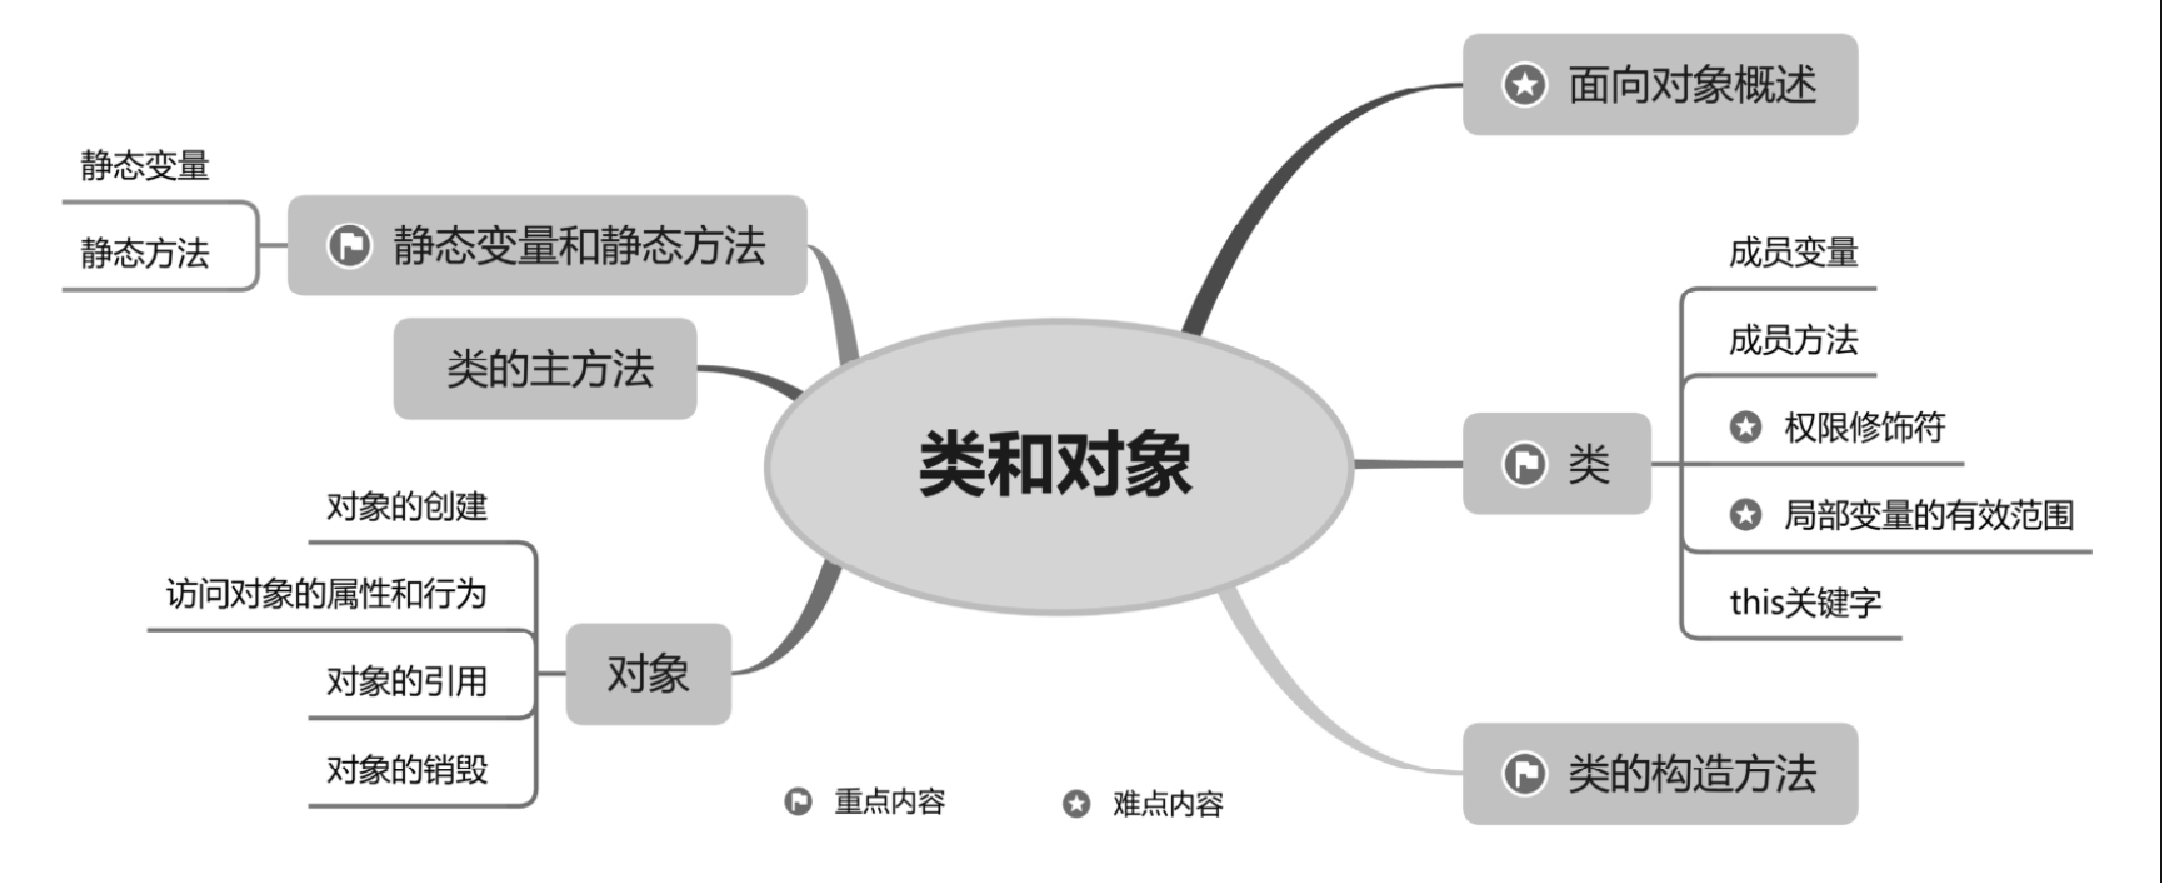 类和对象
面向对象概述
类
成员变量
成员方法
权限修饰符
局部变量的有效范围
this关键字
类的构造方法
静态变量和静态方法
静态变量
静态方法
类的主方法
对象
对象的创建
访问对象的属性和行为
对象的引用
对象的销毁
重点内容
难点内容